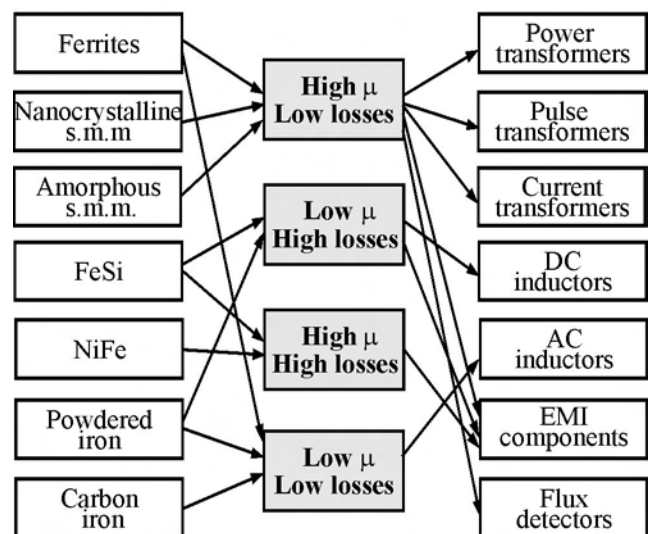 Ferrites
Nanocrystalline
s.m.m
Amorphous
s.m.m.
FeSi
NiFe
Powdered
iron
Carbon
iron
High μ
Low losses
Low μ
High losses
High μ
High losses
Low μ
Low losses
Power
transformers
Pulse
transformers
Current
transformers
DC
inductors
AC
inductors
EMI
components
Flux
detectors